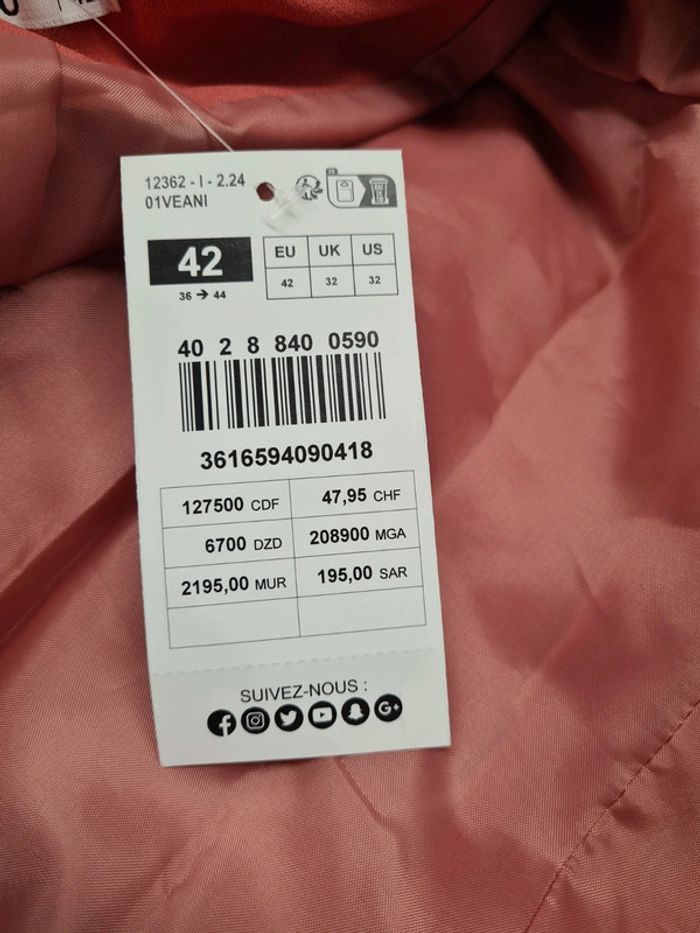 12362 - I - 2.24
01VEANI
42
36 → 44
EU UK US
42 32 32
40 2 8 840 0590
3616594090418
127500 CDF 47,95 CHF
6700 DZD 208900 MGA
2195,00 MUR 195,00 SAR
SUIVEZ-NOUS :